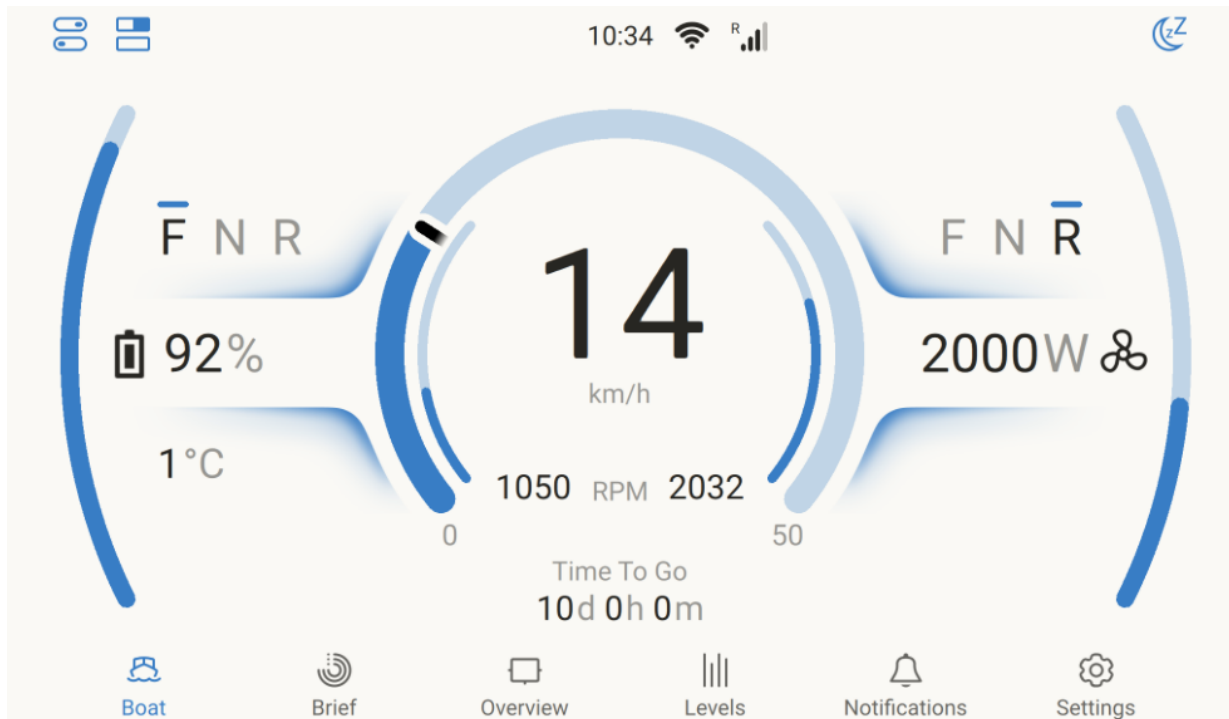 10:34 R
zZ
F N R
F N R
14
km/h
92%
2000W
1°C
1050 RPM 2032
0
50
Time To Go
10d 0h 0m
Boat Brief Overview Levels Notifications Settings